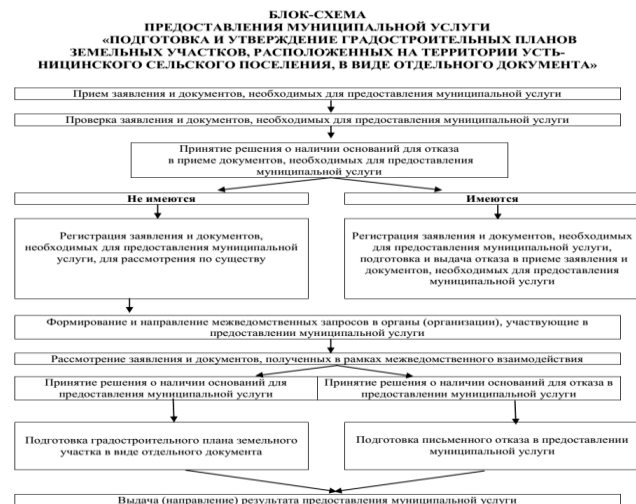 БЛОК-СХЕМА
ПРЕДОСТАВЛЕНИЯ МУНИЦИПАЛЬНОЙ УСЛУГИ
«ПОДГОТОВКА И УТВЕРЖДЕНИЕ ГРАДОСТРОИТЕЛЬНЫХ ПЛАНОВ
ЗЕМЕЛЬНЫХ УЧАСТКОВ, РАСПОЛОЖЕННЫХ НА ТЕРРИТОРИИ УСТЬ-
НИЦИНСКОГО СЕЛЬСКОГО ПОСЕЛЕНИЯ, В ВИДЕ ОТДЕЛЬНОГО ДОКУМЕНТА»
Прием заявления и документов, необходимых для предоставления муниципальной услуги
Проверка заявления и документов, необходимых для предоставления муниципальной услуги
Принятие решения о наличии оснований для отказа
в приеме документов, необходимых для предоставления
муниципальной услуги
Не имеются
Имеются
Регистрация заявления и документов,
необходимых для предоставления муниципальной
услуги, для рассмотрения по существу
Регистрация заявления и документов, необходимых
для предоставления муниципальной услуги,
подготовка и выдача отказа в приеме заявления и
документов, необходимых для предоставления
муниципальной услуги
Формирование и направление межведомственных запросов в органы (организации), участвующие в
предоставлении муниципальной услуги
Рассмотрение заявления и документов, полученных в рамках межведомственного взаимодействия
Принятие решения о наличии оснований для
предоставления муниципальной услуги
Принятие решения о наличии оснований для отказа в
предоставлении муниципальной услуги
Подготовка градостроительного плана земельного
участка в виде отдельного документа
Подготовка письменного отказа в предоставлении
муниципальной услуги
Выдача (направление) результата предоставления муниципальной услуги